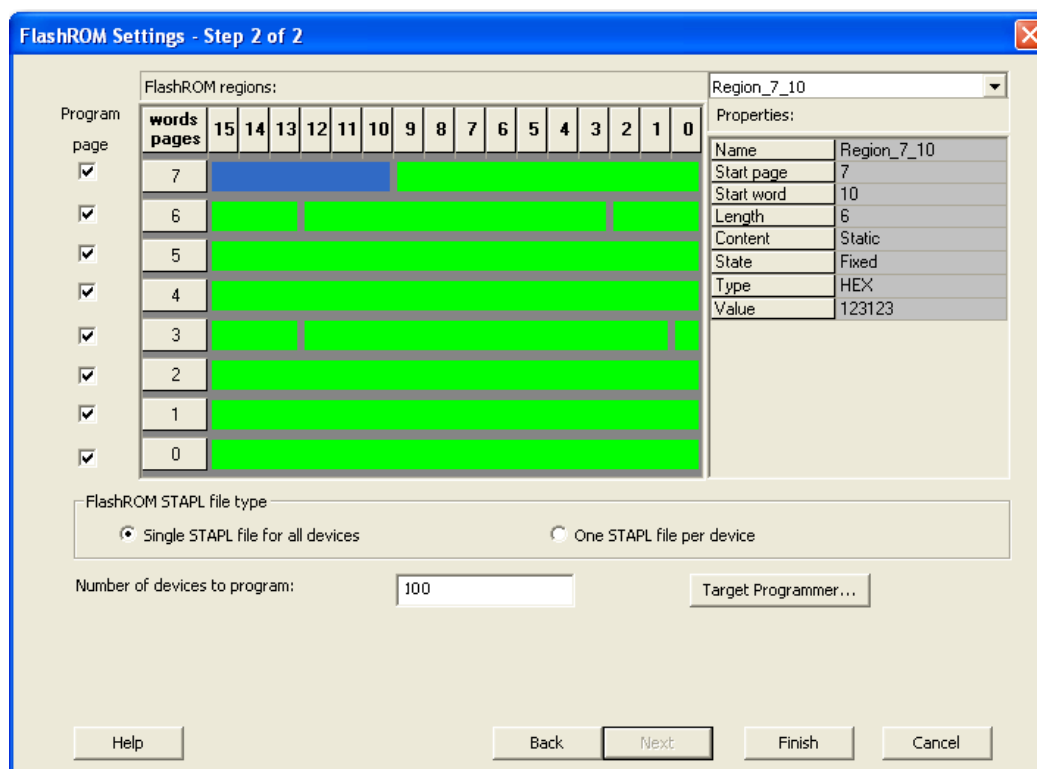 FlashROM Settings - Step 2 of 2
FlashROM regions:
Region_7_10
Program page
words pages 15 14 13 12 11 10 9 8 7 6 5 4 3 2 1 0
Properties:
7
6
5
4
3
2
1
0
Name Region_7_10
Start page 7
Start word 10
Length 6
Content Static
State Fixed
Type HEX
Value 123123
FlashROM STAPL file type
Single STAPL file for all devices One STAPL file per device
Number of devices to program: 100 Target Programmer...
Help Back Next Finish Cancel